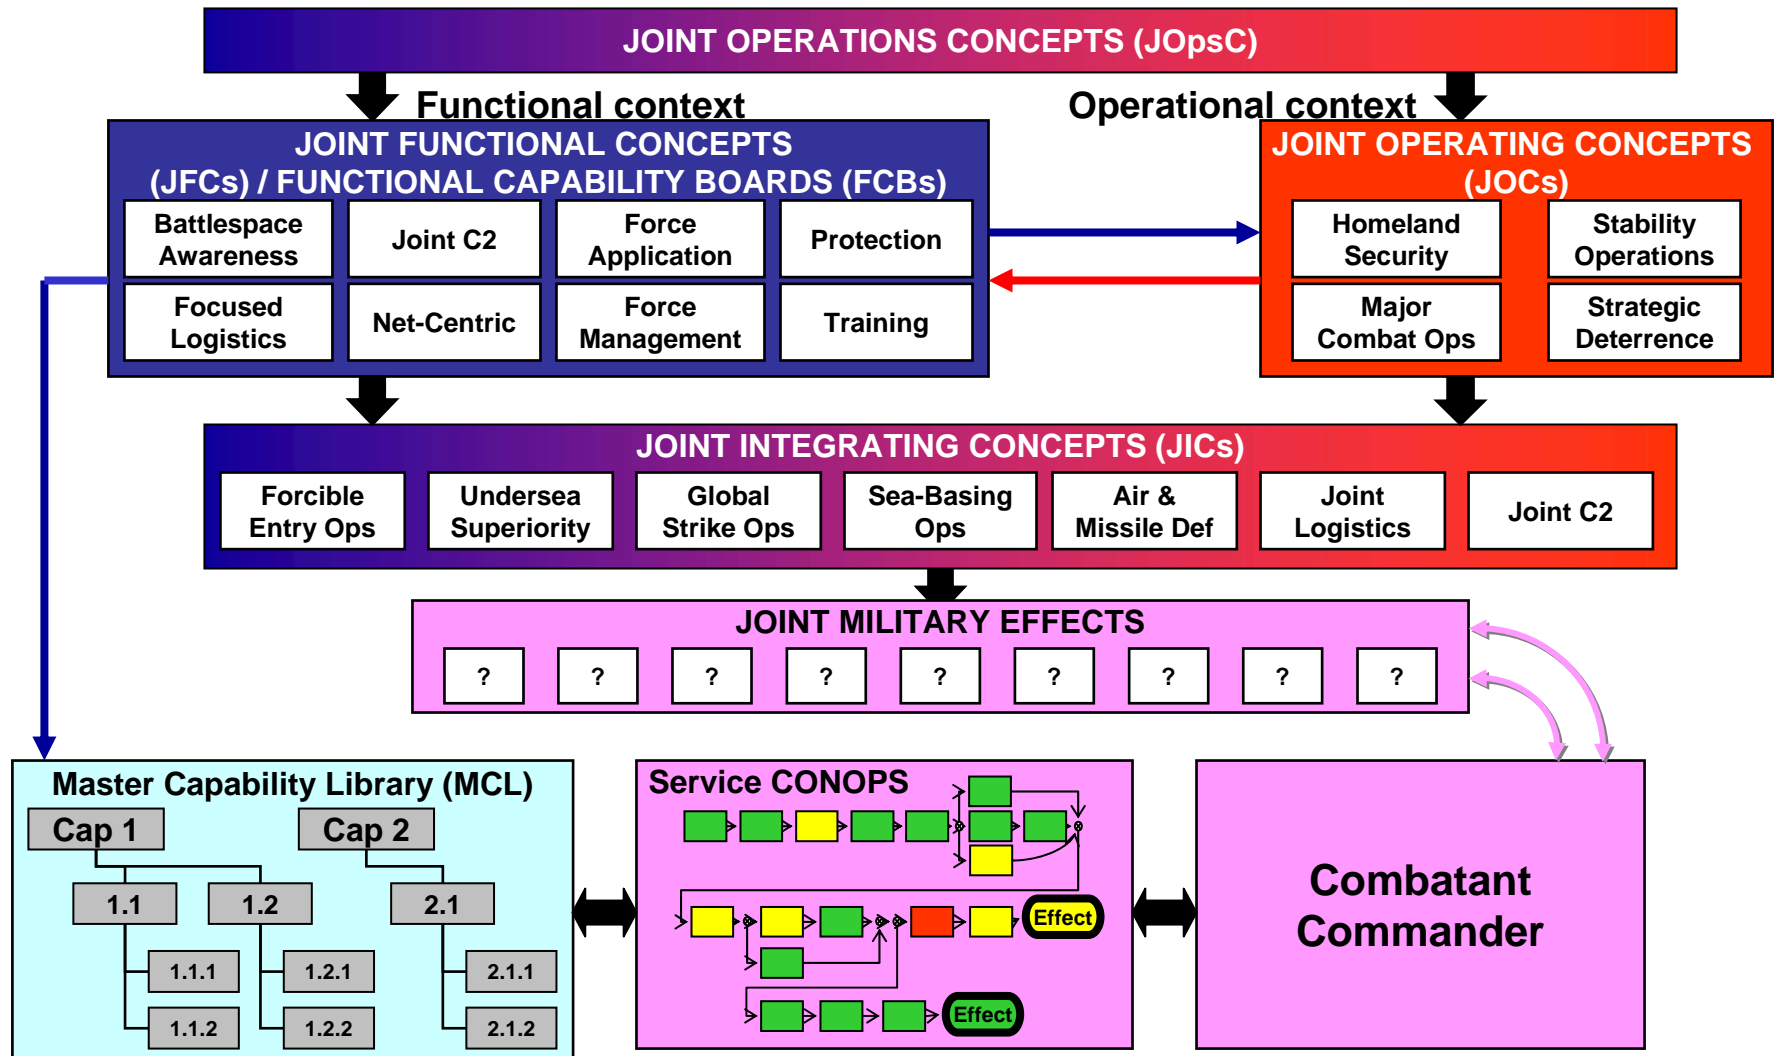 JOINT OPERATIONS CONCEPTS (JOpsC)
Functional context
Operational context
JOINT FUNCTIONAL CONCEPTS
(JFCs) / FUNCTIONAL CAPABILITY BOARDS (FCBs)
Battlespace
Awareness
Joint C2
Force
Application
Protection
Focused
Logistics
Net-Centric
Force
Management
Training
JOINT OPERATING CONCEPTS
(JOCs)
Homeland
Security
Stability
Operations
Major
Combat Ops
Strategic
Deterrence
JOINT INTEGRATING CONCEPTS (JICs)
Forcible
Entry Ops
Undersea
Superiority
Global
Strike Ops
Sea-Basing
Ops
Air &
Missile Def
Joint
Logistics
Joint C2
JOINT MILITARY EFFECTS
? ? ? ? ? ? ? ? ?
Master Capability Library (MCL)
Cap 1
Cap 2
1.1
1.2
2.1
1.1.1
1.2.1
2.1.1
1.1.2
1.2.2
2.1.2
Service CONOPS
Effect
Effect
Combatant
Commander